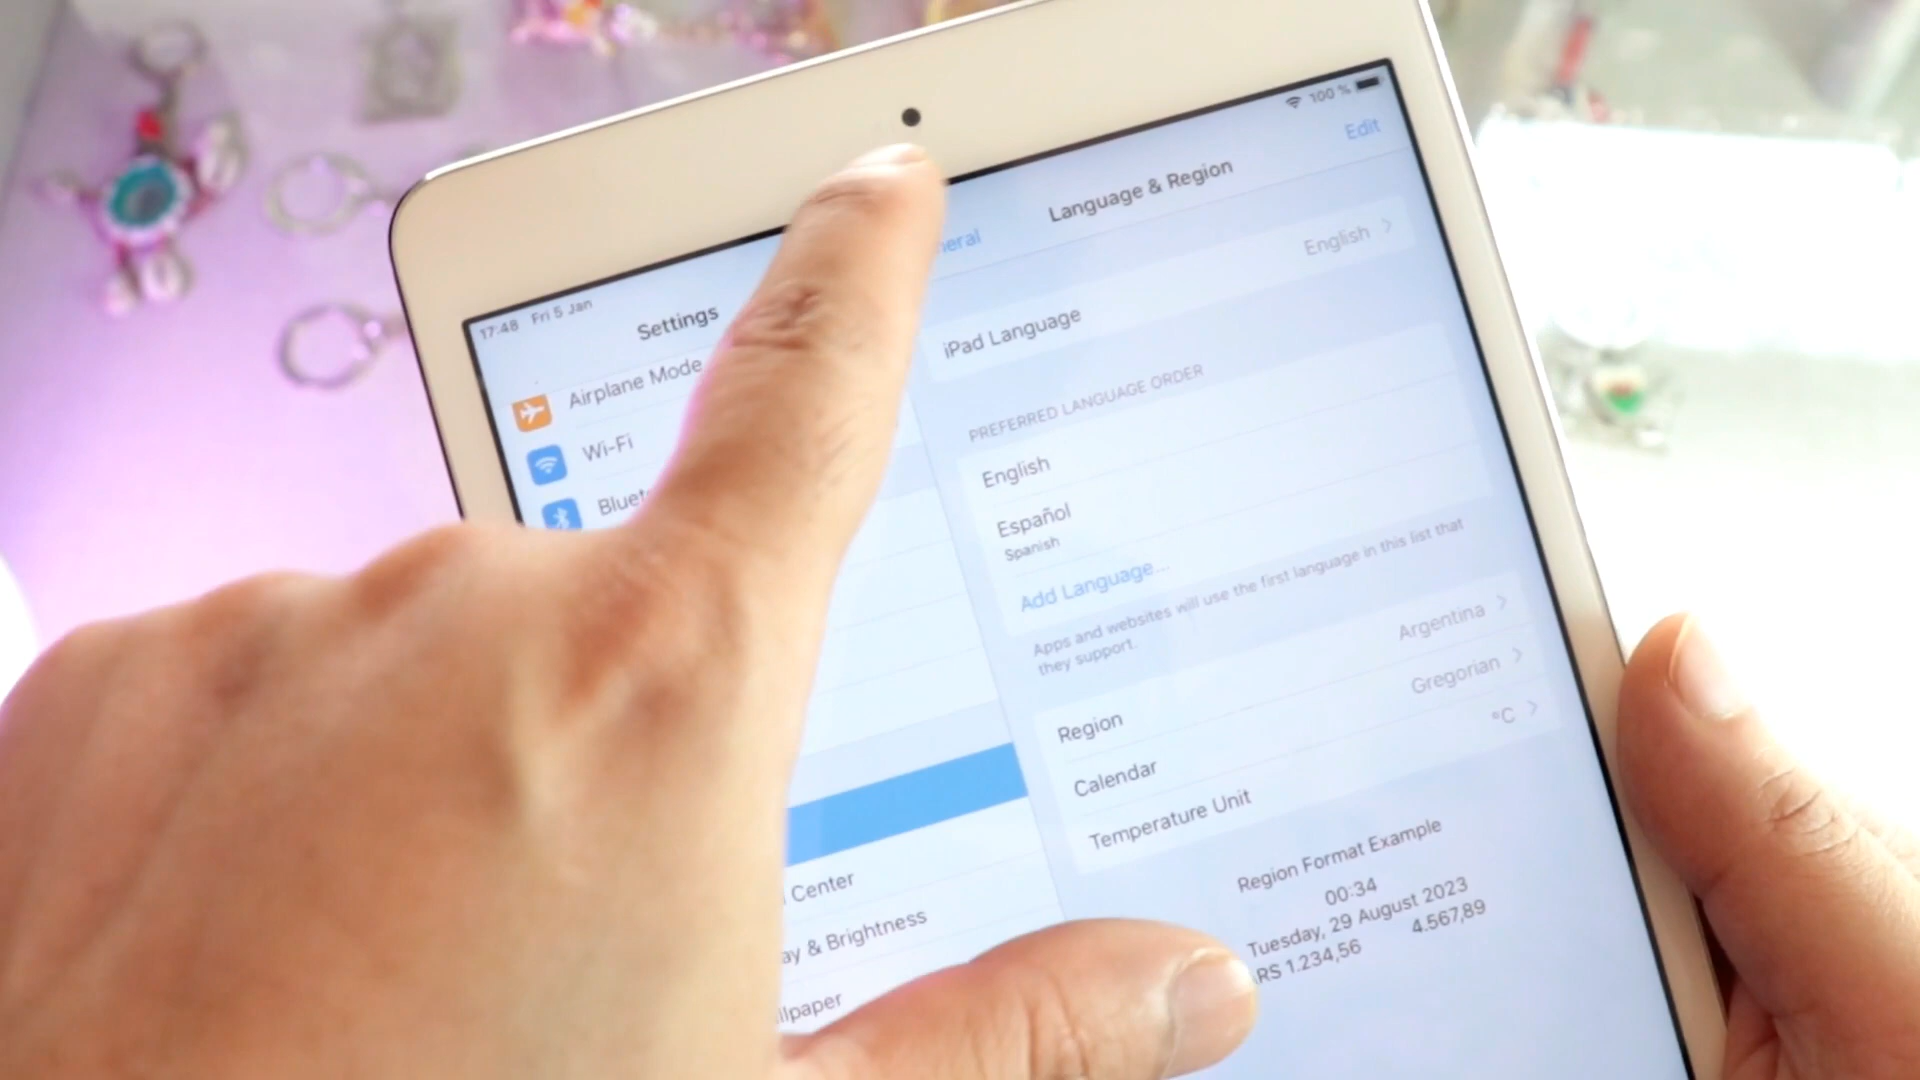 17:48 Fri 5 Jan
100 %
Settings
Airplane Mode
Wi-Fi
Center
& Brightness
Language & Region
Edit
iPad Language
English
PREFERRED LANGUAGE ORDER
English
Español
Spanish
Add Language...
Apps and websites will use the first language in this list that
they support.
Region
Argentina
Calendar
Gregorian
Temperature Unit
°C
Region Format Example
00:34
Tuesday, 29 August 2023
1.234,56 4.567,89